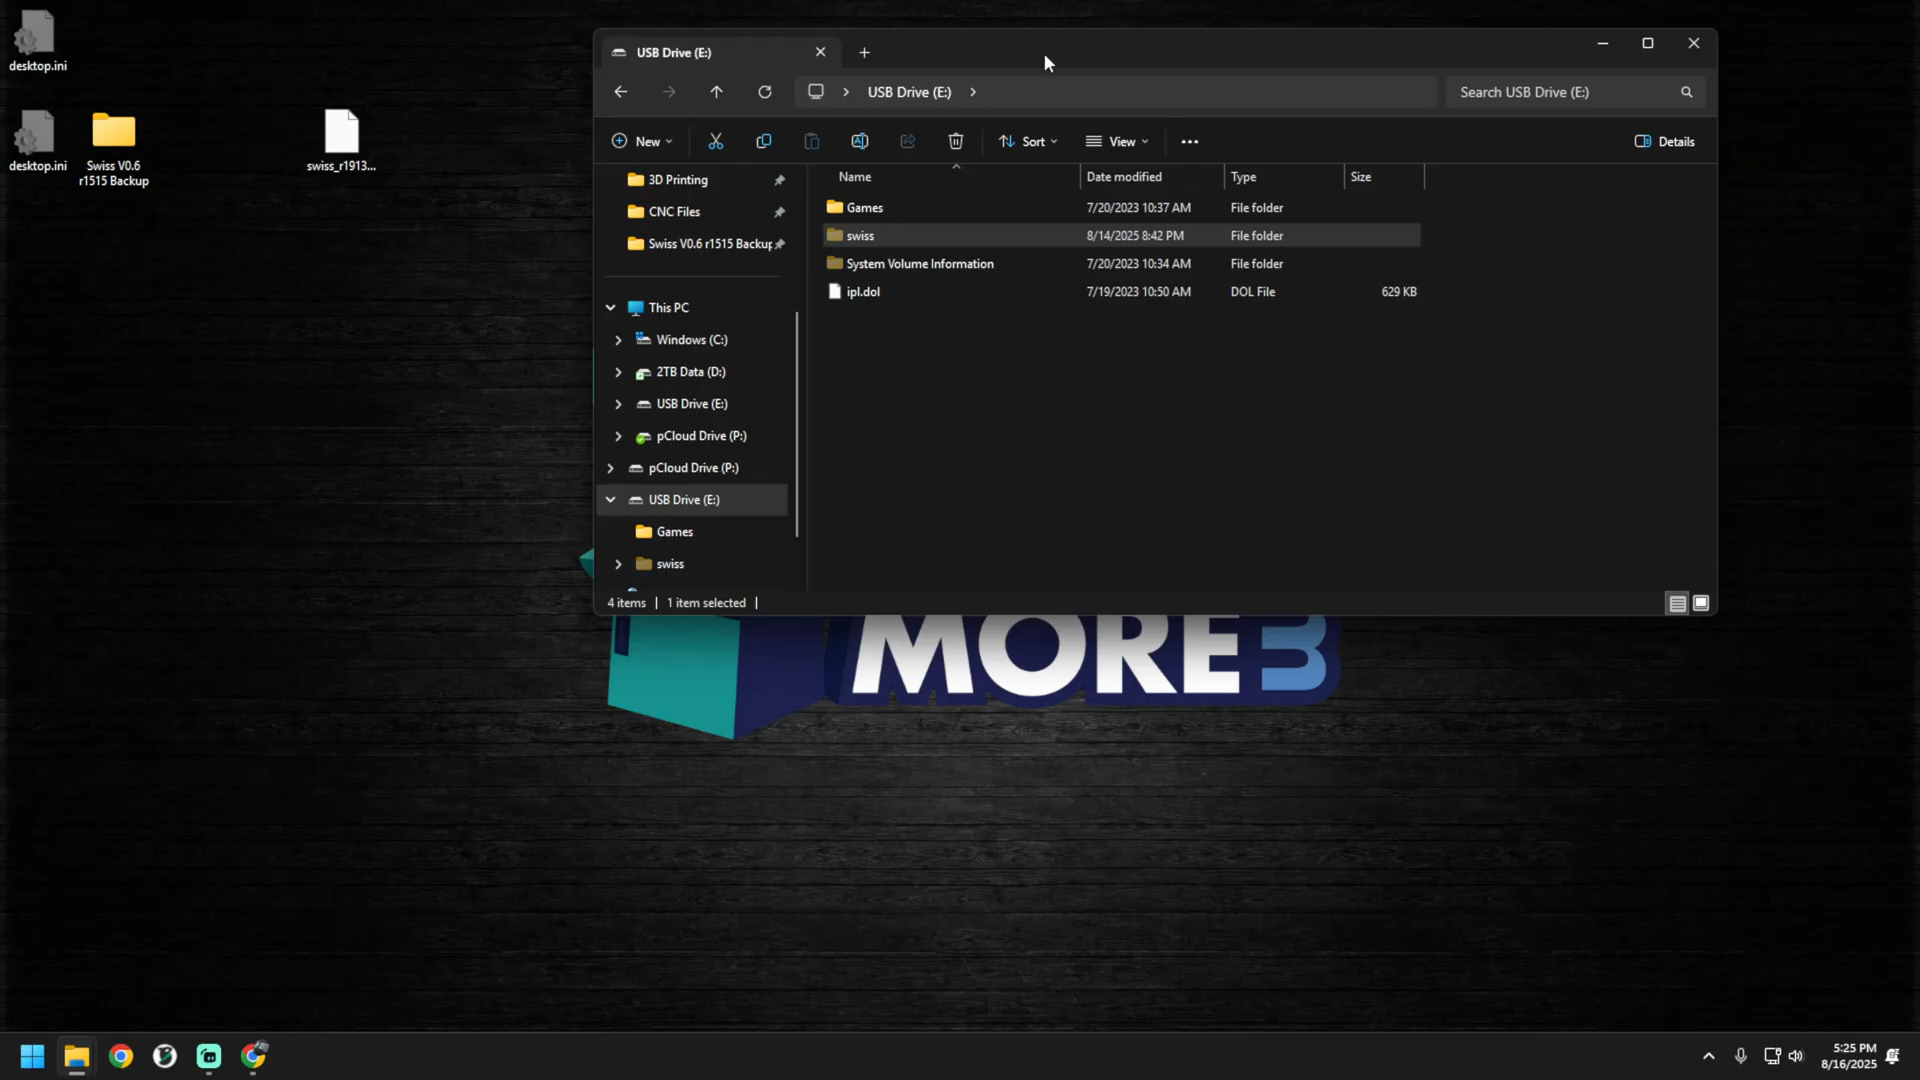 desktop.ini
desktop.ini
Swiss V0.6
r1515 Backup
swiss_r1913...
USB Drive (E:)
USB Drive (E:)
Search USB Drive (E:)
New
Sort
View
Details
3D Printing
CNC Files
Swiss V0.6 r1515 Backup
This PC
Windows (C:)
2TB Data (D:)
USB Drive (E:)
pCloud Drive (P:)
pCloud Drive (P:)
USB Drive (E:)
Games
swiss
Name Date modified Type Size
Games 7/20/2023 10:37 AM File folder
swiss 8/14/2025 8:42 PM File folder
System Volume Information 7/20/2023 10:34 AM File folder
ipl.dol 7/19/2023 10:50 AM DOL File 629 KB
4 items 1 item selected
MORE3
5:25 PM
8/16/2025